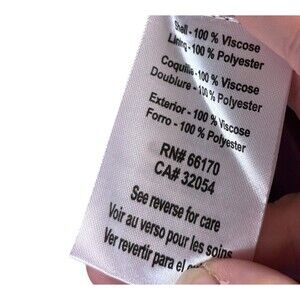 Shell - 100 % Viscose
Lining - 100 % Polyester
Coquille - 100 % Viscose
Doublure - 100 % Polyester
Exterior - 100 % Viscose
Forro - 100 % Polyester
RN# 66170
CA# 32054
See reverse for care
Voir au verso pour les soins
Ver revertir para el